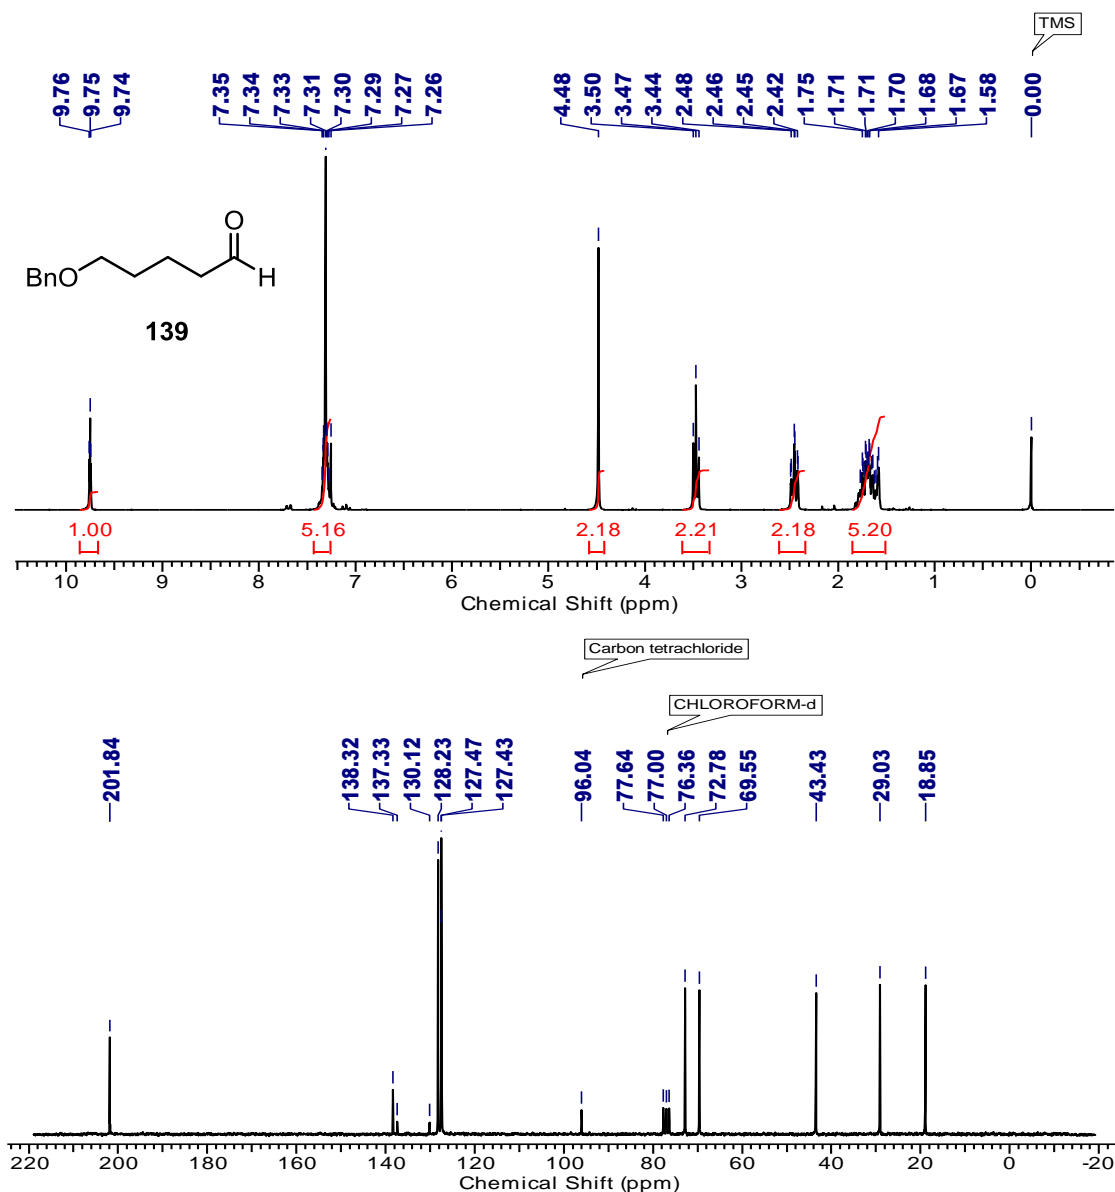 TMS
9.76 9.75 9.74 7.35 7.34 7.33 7.31 7.30 7.29 7.27 7.26 4.48 3.50 3.47 3.44 2.48 2.46 2.45 2.42 1.75 1.71 1.71 1.70 1.68 1.67 1.58 0.00
O
BnO H
139
1.00 5.16 2.18 2.21 2.18 5.20
10 9 8 7 6 5 4 3 2 1 0
Chemical Shift (ppm)
Carbon tetrachloride
CHLOROFORM-d
201.84 138.32 137.33 130.12 128.23 127.47 127.43 96.04 77.64 77.00 76.36 72.78 69.55 43.43 29.03 18.85
220 200 180 160 140 120 100 80 60 40 20 0 -20
Chemical Shift (ppm)